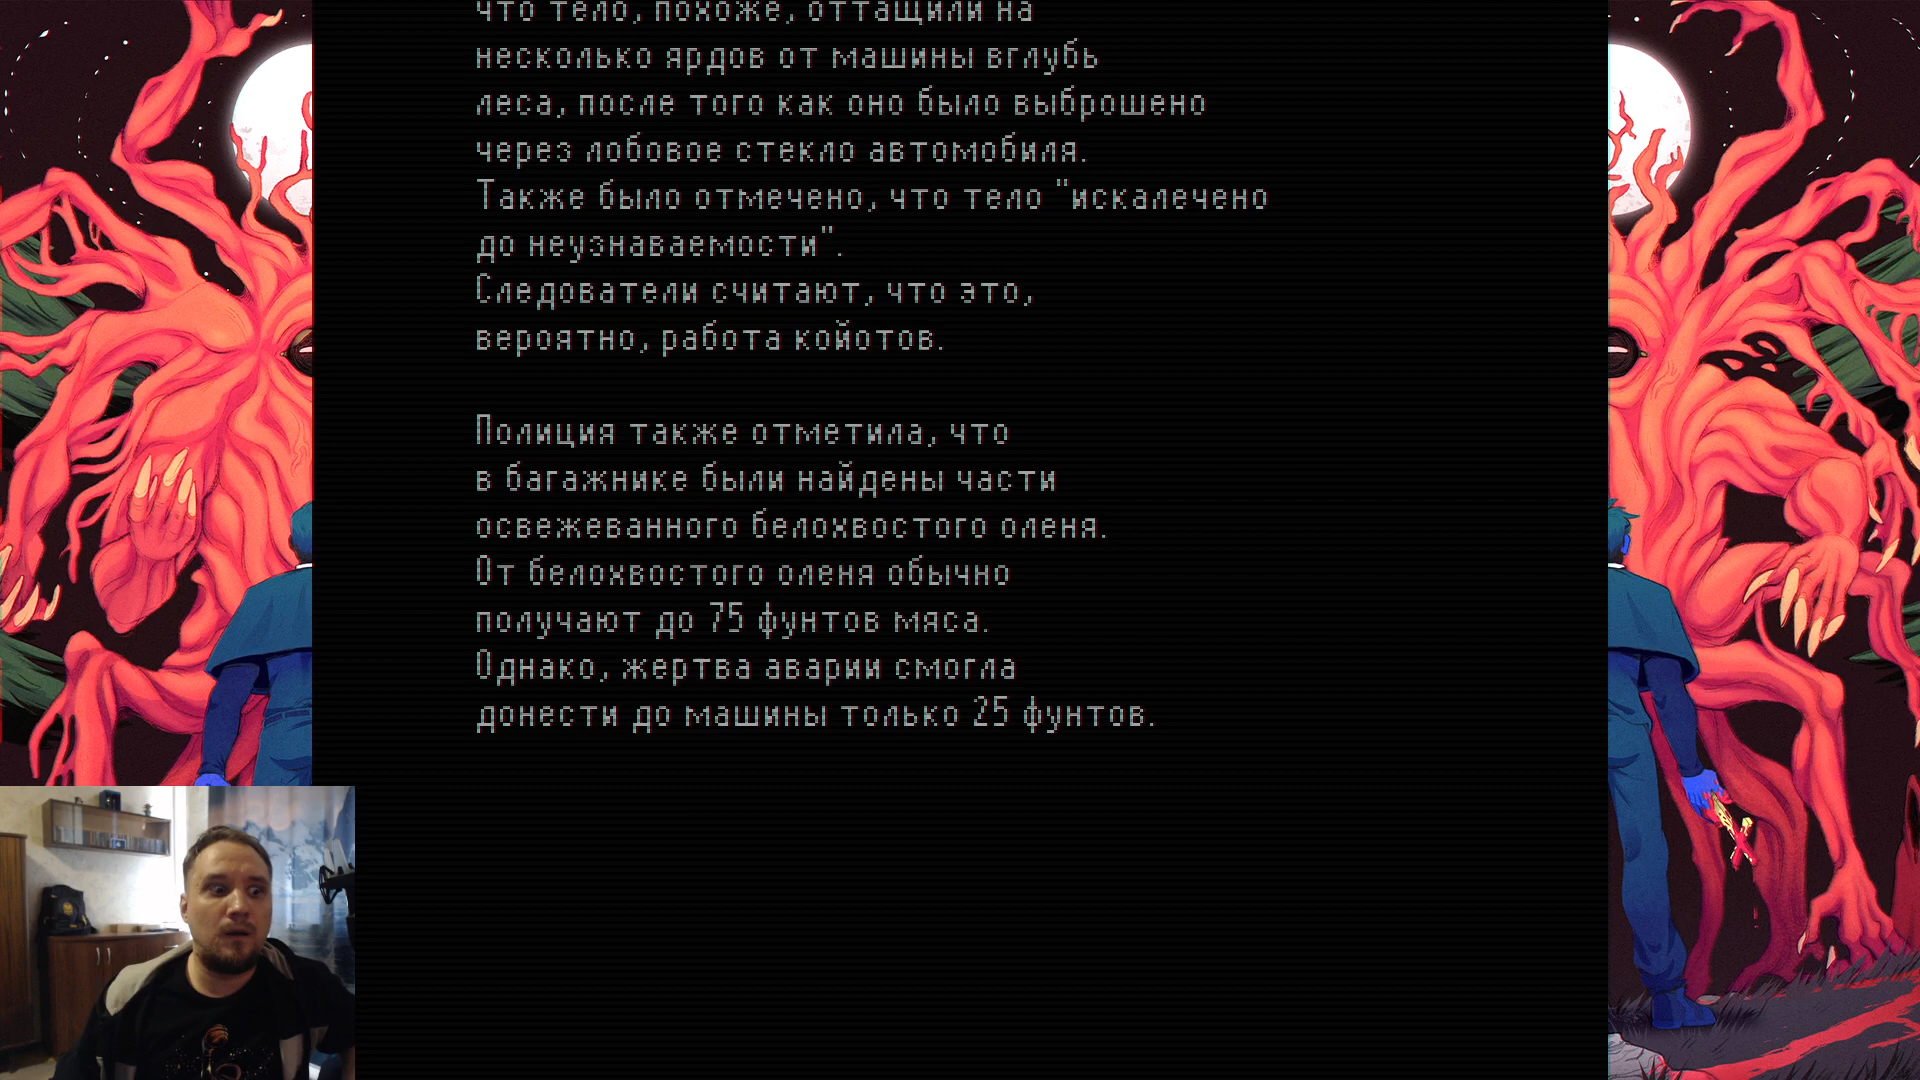 что тело, похоже, оттащили на
несколько ярдов от машины вглубь
леса, после того как оно было выброшено
через лобовое стекло автомобиля.
Также было отмечено, что тело "искалечено
до неузнаваемости".
Следователи считают, что это,
вероятно, работа койотов.
Полиция также отметила, что
в багажнике были найдены части
освежеванного белохвостого оленя.
От белохвостого оленя обычно
получают до 75 фунтов мяса.
Однако, жертва аварии смогла
донести до машины только 25 фунтов.